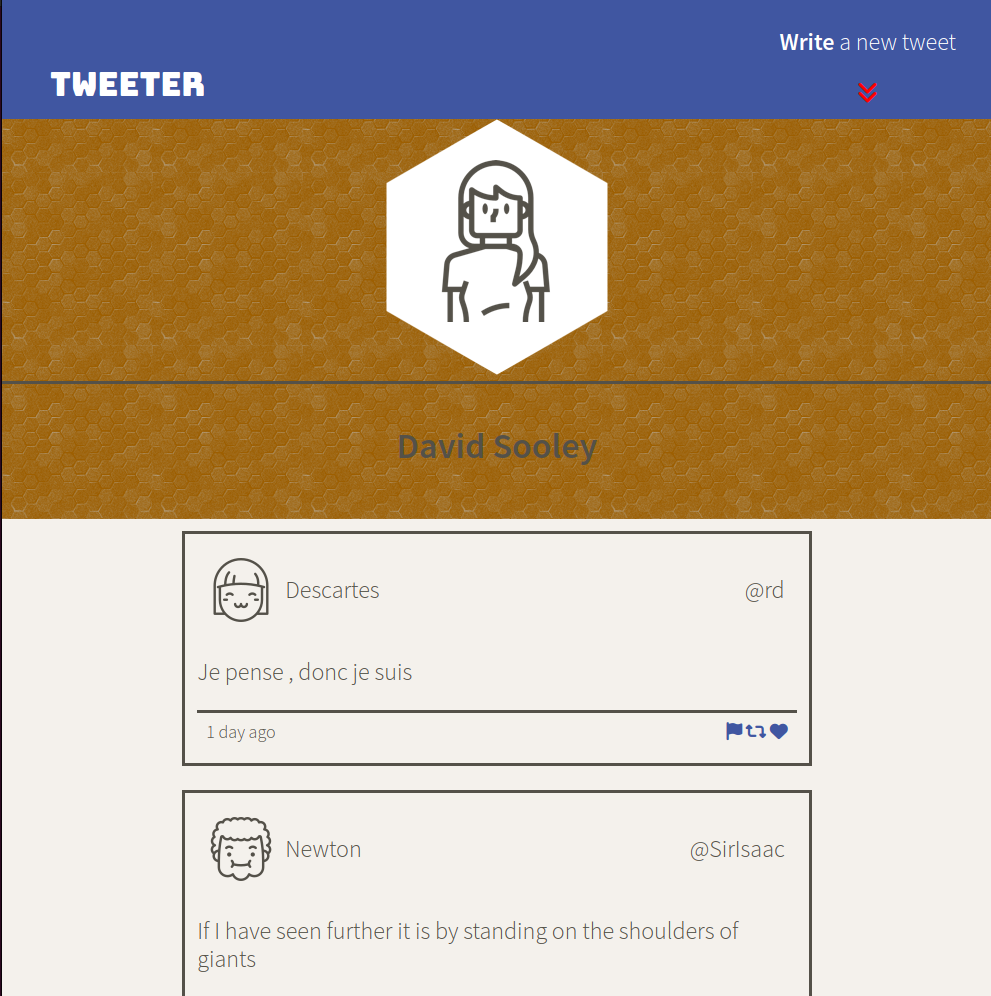 Write a new tweet
TWEETER
David Sooley
Descartes
@rd
Je pense , donc je suis
1 day ago
Newton
@SirIsaac
If I have seen further it is by standing on the shoulders of
giants